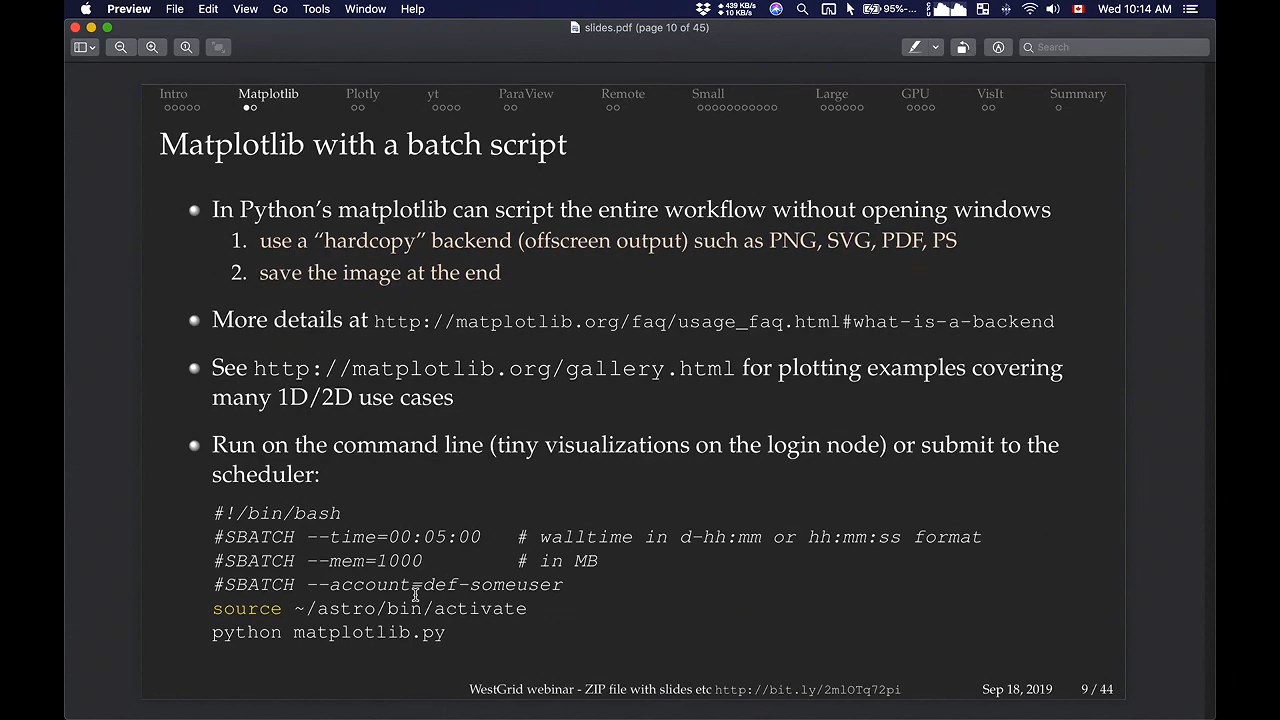 Preview File Edit View Go Tools Window Help
439 KB/s
10 KB/s
95%
Wed 10:14 AM
slides.pdf (page 10 of 45)
Search
Intro Matplotlib Plotly yt ParaView Remote Small Large GPU VisIt Summary
Matplotlib with a batch script
In Python's matplotlib can script the entire workflow without opening windows
1. use a “hardcopy” backend (offscreen output) such as PNG, SVG, PDF, PS
2. save the image at the end
More details at http://matplotlib.org/faq/usage_faq.html#what-is-a-backend
See http://matplotlib.org/gallery.html for plotting examples covering
many 1D/2D use cases
Run on the command line (tiny visualizations on the login node) or submit to the
scheduler:
#!/bin/bash
#SBATCH --time=00:05:00 # walltime in d-hh:mm or hh:mm:ss format
#SBATCH --mem=1000 # in MB
#SBATCH --account=def-someuser
source ~/astro/bin/activate
python matplotlib.py
WestGrid webinar - ZIP file with slides etc http://bit.ly/2mlOTq72pi Sep 18, 2019 9 / 44